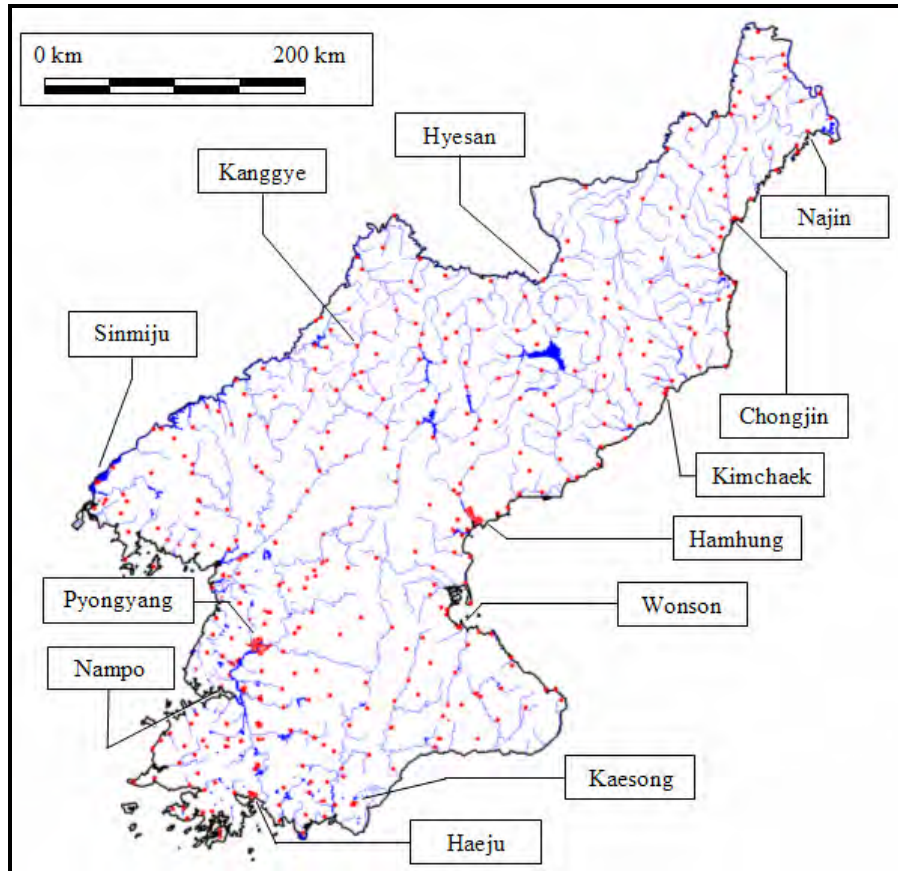 0 km 200 km
Hyesan
Kanggye
Najin
Sinmiju
Chongjin
Kimchaek
Hamhung
Pyongyang
Wonson
Nampo
Kaesong
Haeju